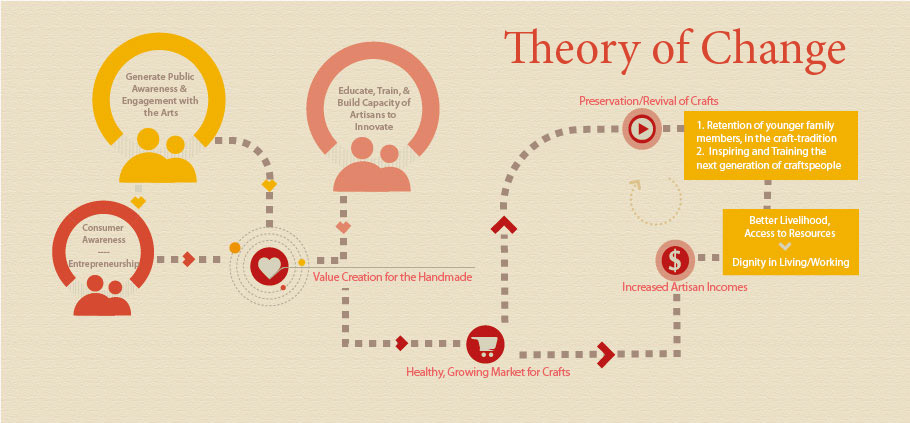 Theory of Change
Generate Public
Awareness &
Engagement with
the Arts
Educate, Train, &
Build Capacity of
Artisans to
Innovate
Consumer
Awareness
----
Entrepreneurship
Value Creation for the Handmade
Healthy, Growing Market for Crafts
Preservation/Revival of Crafts
1. Retention of younger family
members, in the craft-tradition
2. Inspiring and Training the
next generation of craftspeople
Better Livelihood,
Access to Resources
Dignity in Living/Working
$
Increased Artisan Incomes